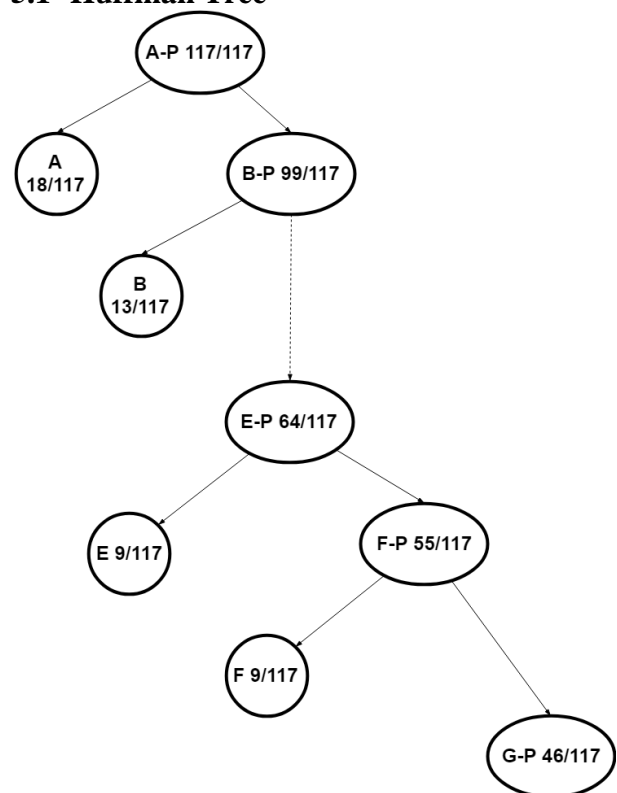 3.1 Huffman Tree
A-P 117/117
A
18/117
B-P 99/117
B
13/117
E-P 64/117
E 9/117
F-P 55/117
F 9/117
G-P 46/117